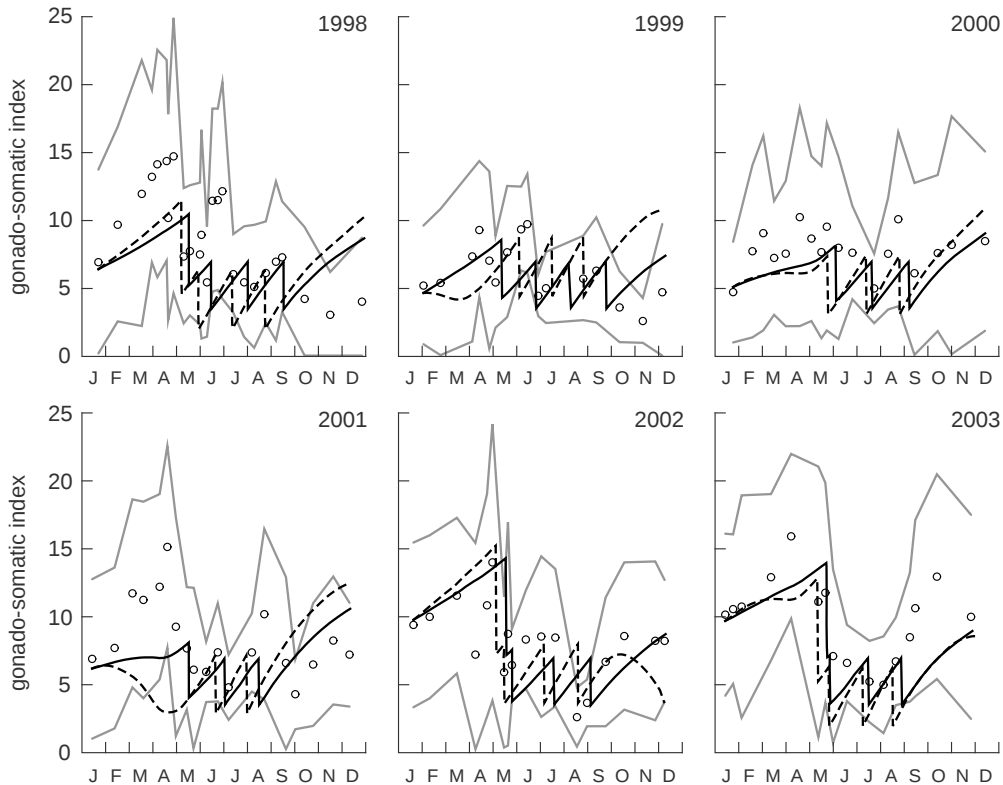 25
20
15
10
5
0
gonado-somatic index
1998
1999
2000
J F M A M J J A S O N D
J F M A M J J A S O N D
J F M A M J J A S O N D
25
20
15
10
5
0
gonado-somatic index
2001
2002
2003
J F M A M J J A S O N D
J F M A M J J A S O N D
J F M A M J J A S O N D